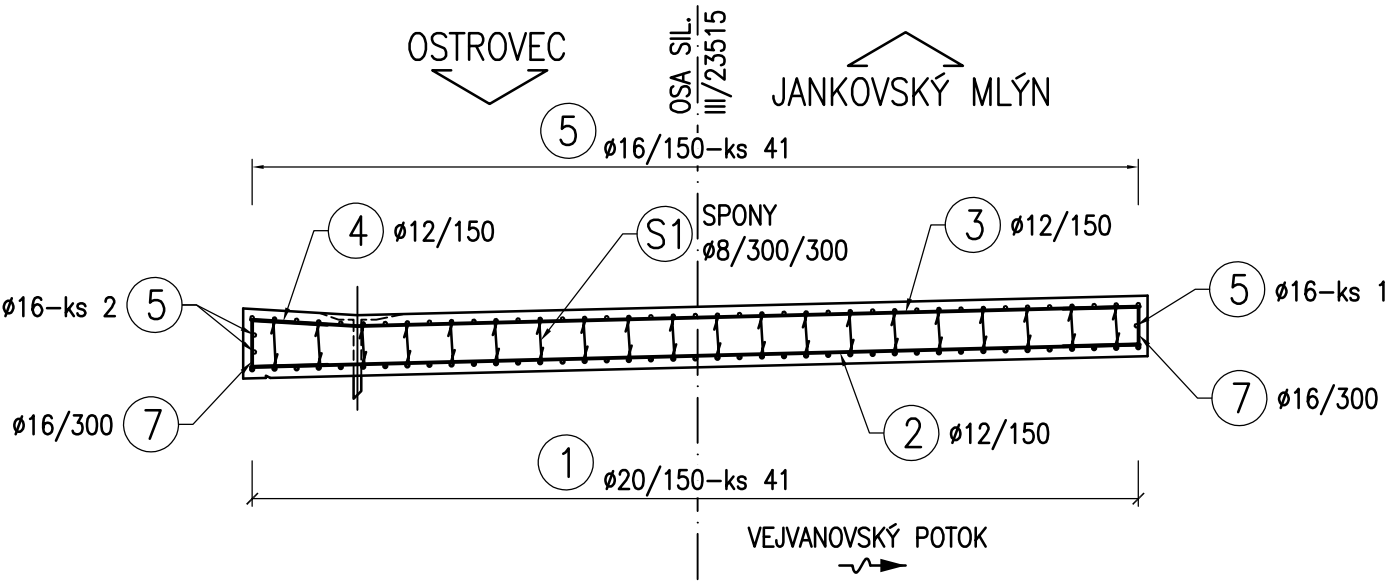 OSTROVEC
OSA SIL.
III/23515
JANKOVSKÝ MLÝN
5 ø16/150-ks 41
4 ø12/150
S1 SPONY
ø8/300/300
3 ø12/150
ø16-ks 2 5
5 ø16-ks 1
ø16/300 7
7 ø16/300
2 ø12/150
1 ø20/150-ks 41
VEJVANOVSKÝ POTOK